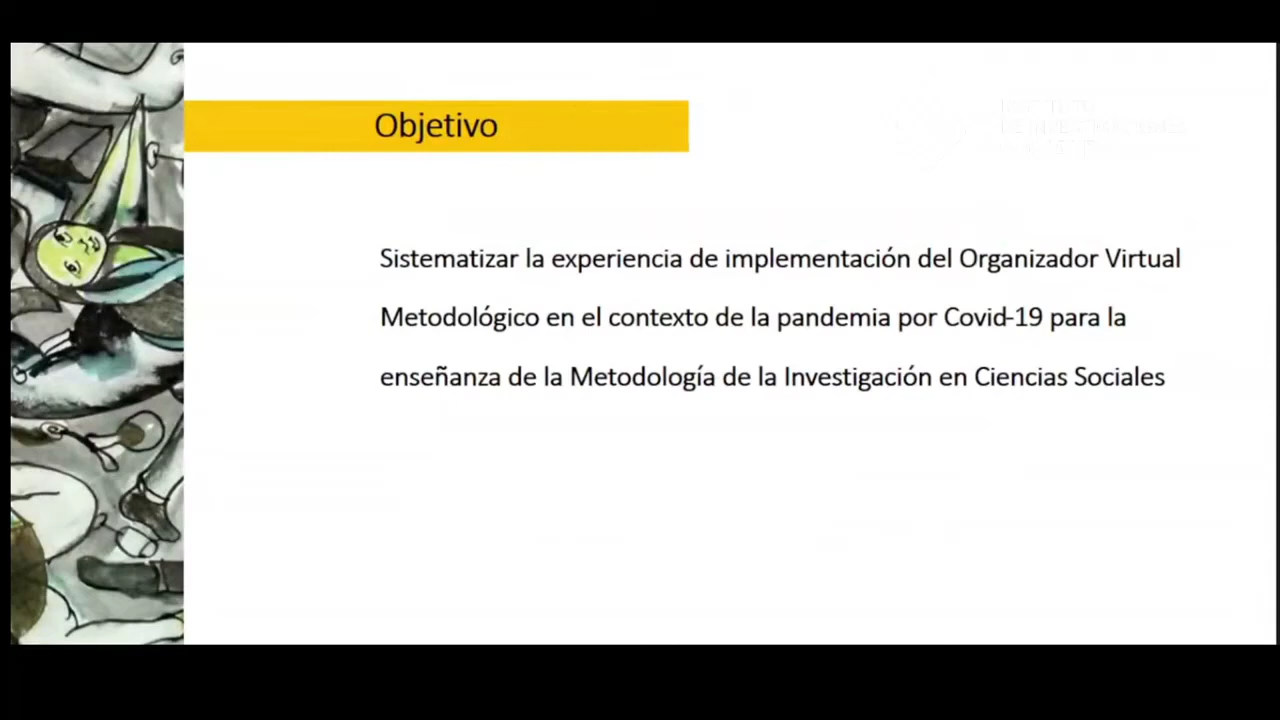 Objetivo
Sistematizar la experiencia de implementación del Organizador Virtual
Metodológico en el contexto de la pandemia por Covid-19 para la
enseñanza de la Metodología de la Investigación en Ciencias Sociales